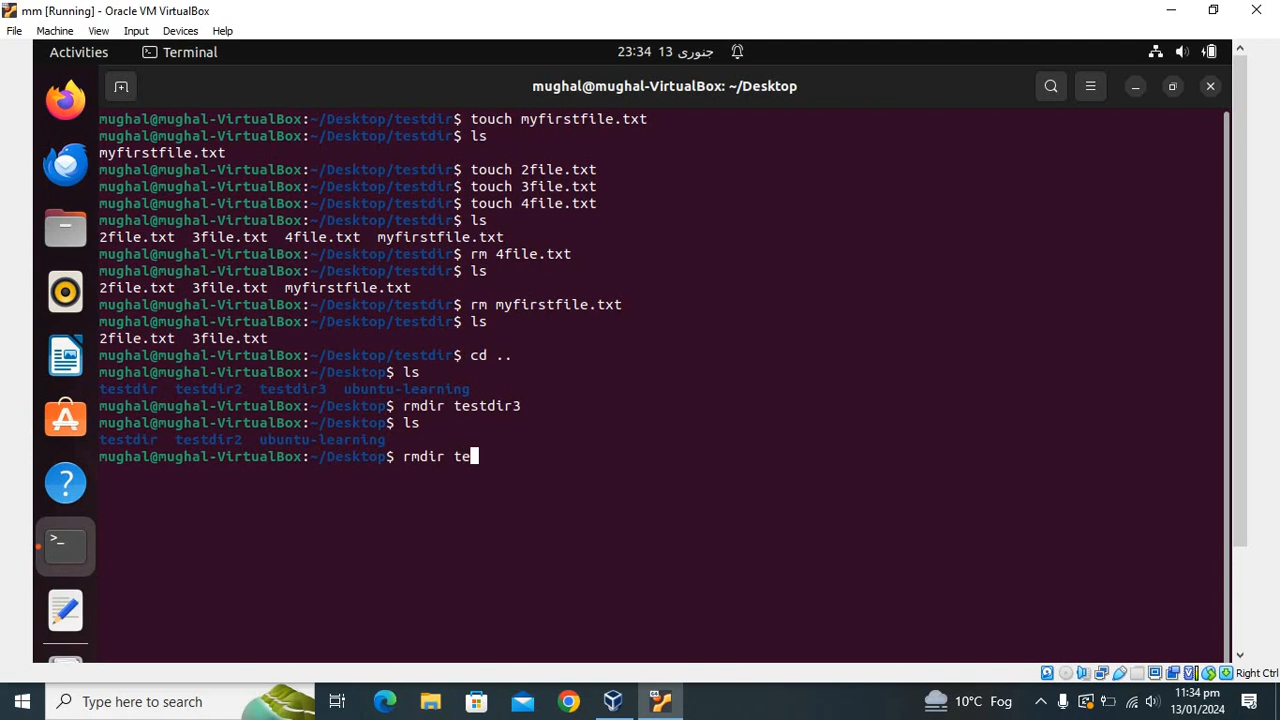 mm [Running] - Oracle VM VirtualBox
File Machine View Input Devices Help
Activities Terminal 23:34 13 جنوری
mughal@mughal-VirtualBox: ~/Desktop
mughal@mughal-VirtualBox:~/Desktop/testdir$ touch myfirstfile.txt
mughal@mughal-VirtualBox:~/Desktop/testdir$ ls
myfirstfile.txt
mughal@mughal-VirtualBox:~/Desktop/testdir$ touch 2file.txt
mughal@mughal-VirtualBox:~/Desktop/testdir$ touch 3file.txt
mughal@mughal-VirtualBox:~/Desktop/testdir$ touch 4file.txt
mughal@mughal-VirtualBox:~/Desktop/testdir$ ls
2file.txt 3file.txt 4file.txt myfirstfile.txt
mughal@mughal-VirtualBox:~/Desktop/testdir$ rm 4file.txt
mughal@mughal-VirtualBox:~/Desktop/testdir$ ls
2file.txt 3file.txt myfirstfile.txt
mughal@mughal-VirtualBox:~/Desktop/testdir$ rm myfirstfile.txt
mughal@mughal-VirtualBox:~/Desktop/testdir$ ls
2file.txt 3file.txt
mughal@mughal-VirtualBox:~/Desktop/testdir$ cd ..
mughal@mughal-VirtualBox:~/Desktop$ ls
testdir testdir2 testdir3 ubuntu-learning
mughal@mughal-VirtualBox:~/Desktop$ rmdir testdir3
mughal@mughal-VirtualBox:~/Desktop$ ls
testdir testdir2 ubuntu-learning
mughal@mughal-VirtualBox:~/Desktop$ rmdir te
Right Ctrl
Type here to search
10°C Fog
11:34 pm
13/01/2024